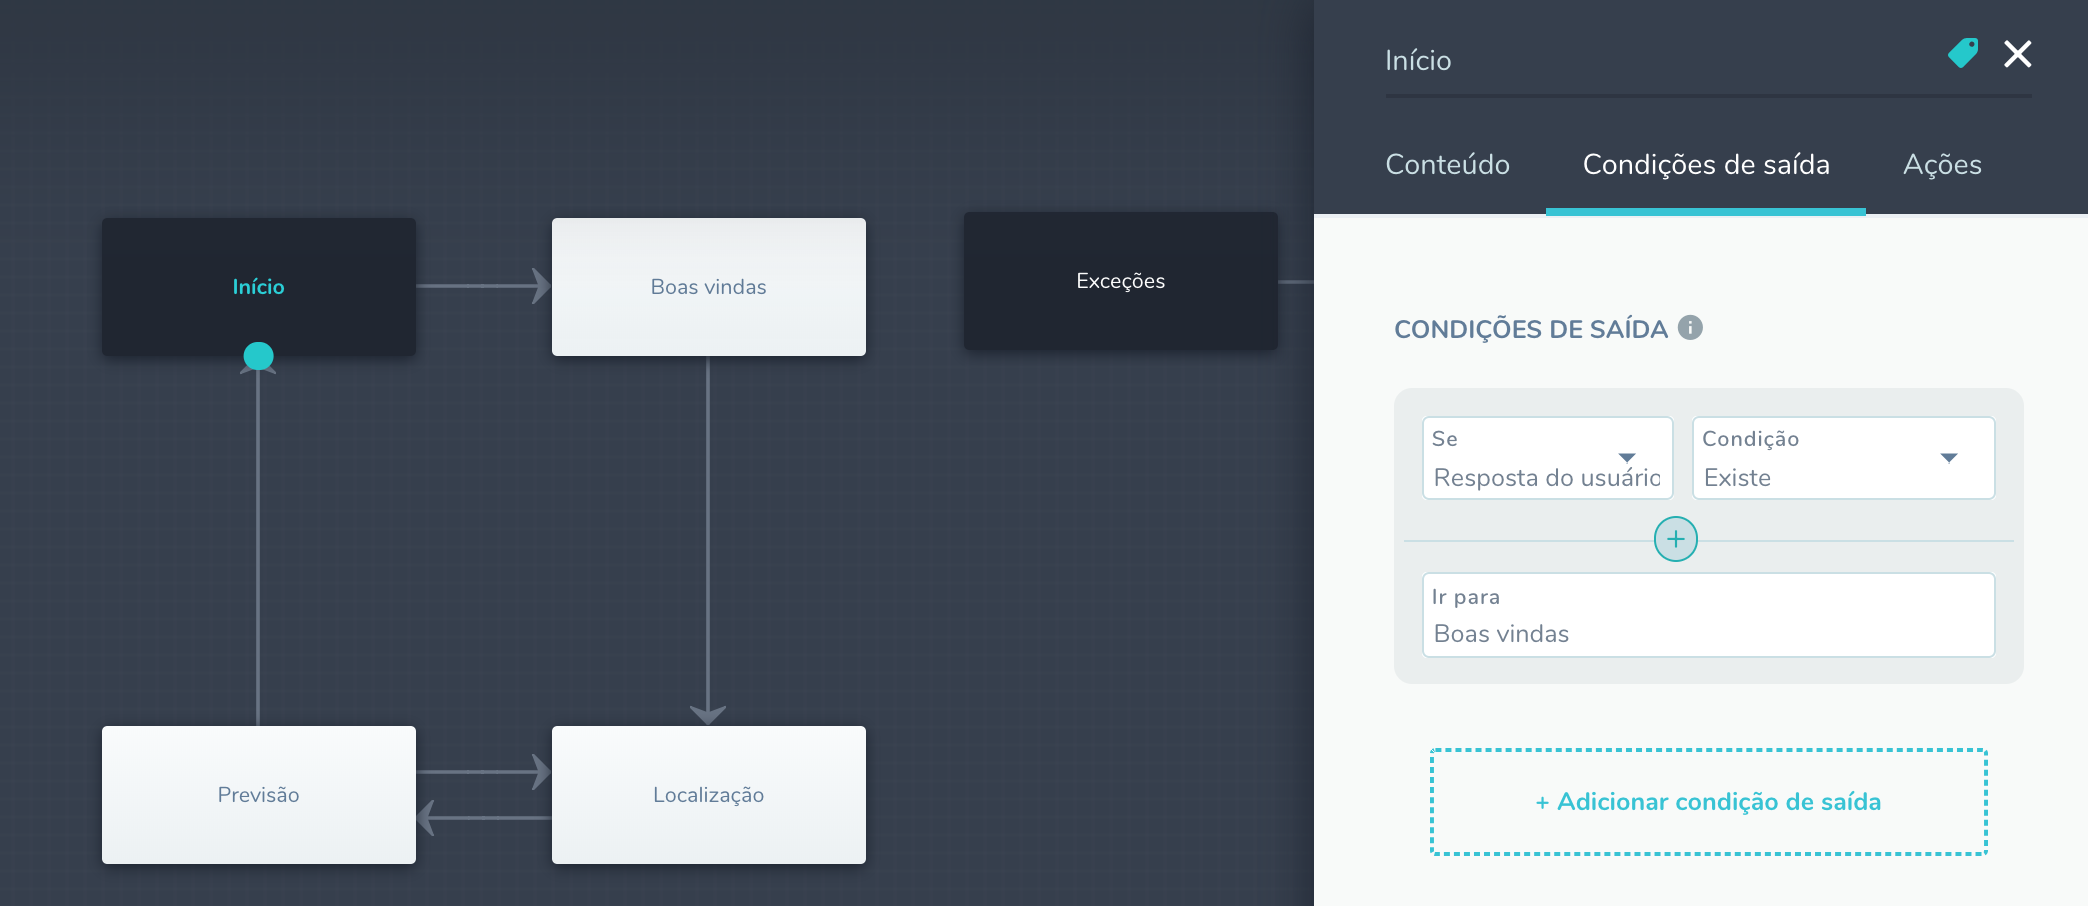 Início
Boas vindas
Exceções
Previsão
Localização
Início
Conteúdo
Condições de saída
Ações
CONDIÇÕES DE SAÍDA
Se
Resposta do usuário
Condição
Existe
+
Ir para
Boas vindas
+ Adicionar condição de saída